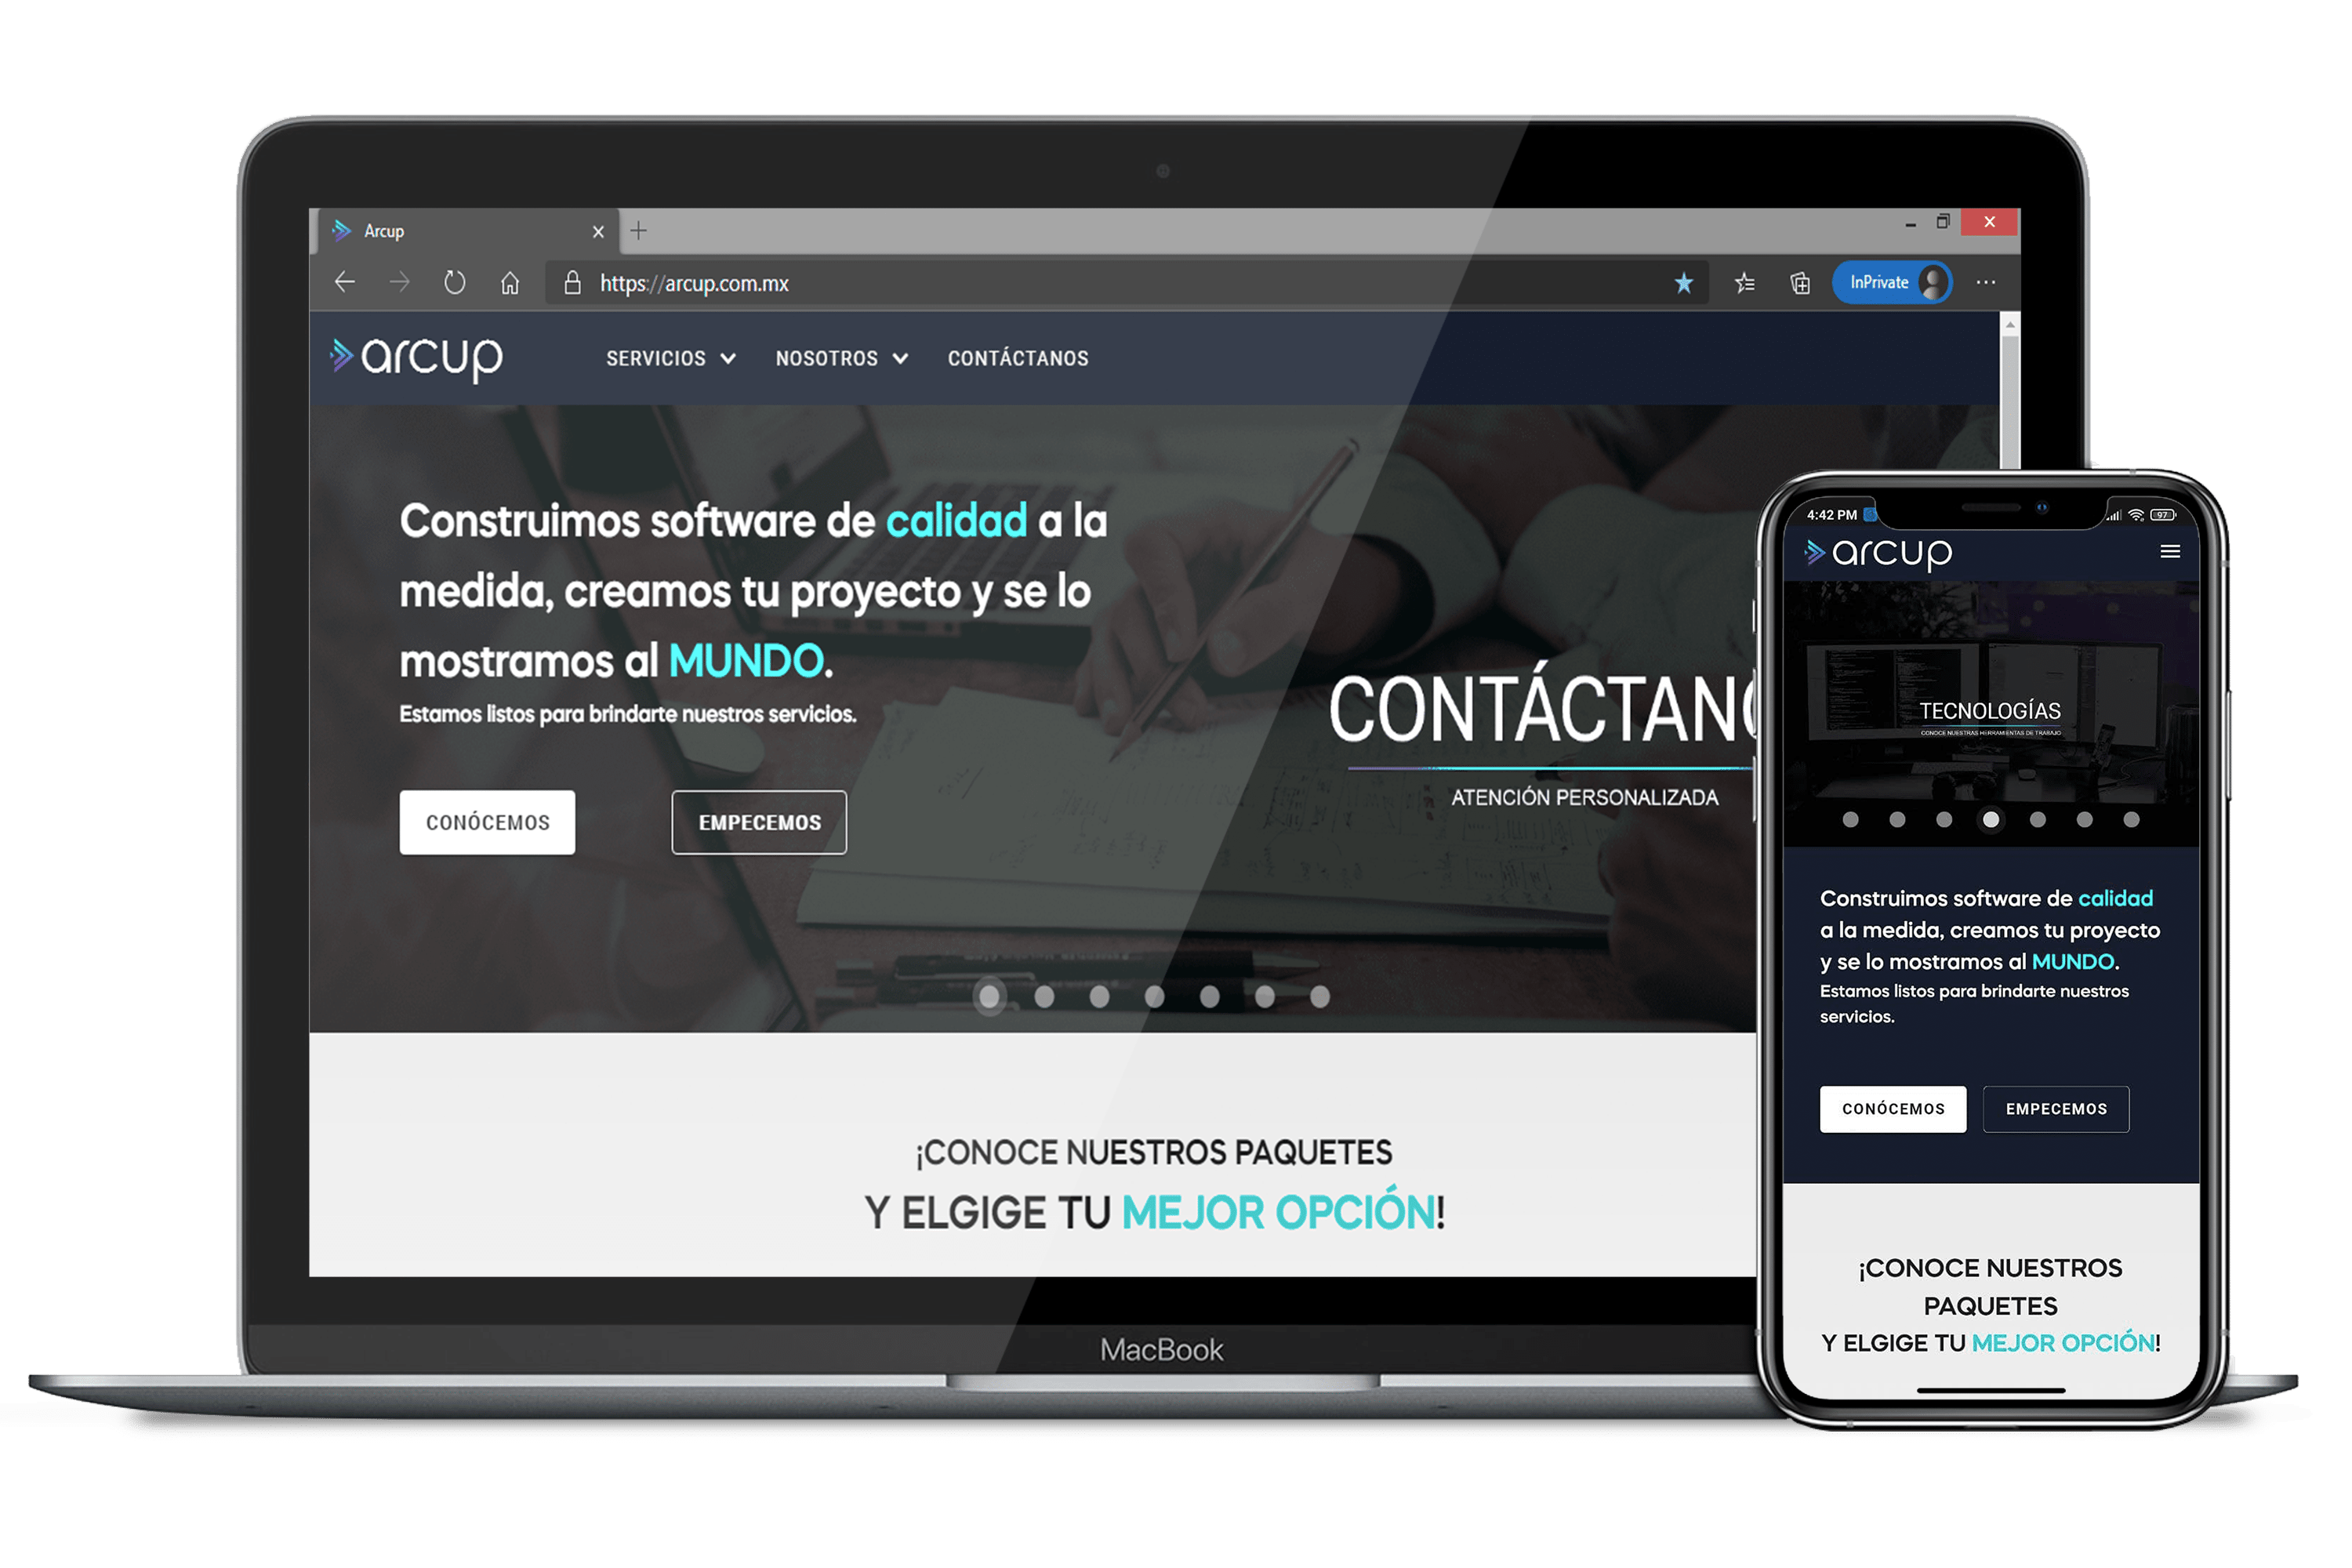 Arcup
https://arcup.com.mx
InPrivate
arcup
SERVICIOS
NOSOTROS
CONTÁCTANOS
Construimos software de calidad a la
medida, creamos tu proyecto y se lo
mostramos al MUNDO.
Estamos listos para brindarte nuestros servicios.
CONÓCEMOS
EMPECEMOS
CONTÁCTAN
ATENCIÓN PERSONALIZADA
¡CONOCE NUESTROS PAQUETES
Y ELGIGE TU MEJOR OPCIÓN!
MacBook
4:42 PM
97
arcup
TECNOLOGÍAS
CONOCE NUESTRAS HERRAMIENTAS DE TRABAJO
Construimos software de calidad
a la medida, creamos tu proyecto
y se lo mostramos al MUNDO.
Estamos listos para brindarte nuestros
servicios.
CONÓCEMOS
EMPECEMOS
¡CONOCE NUESTROS
PAQUETES
Y ELGIGE TU MEJOR OPCIÓN!